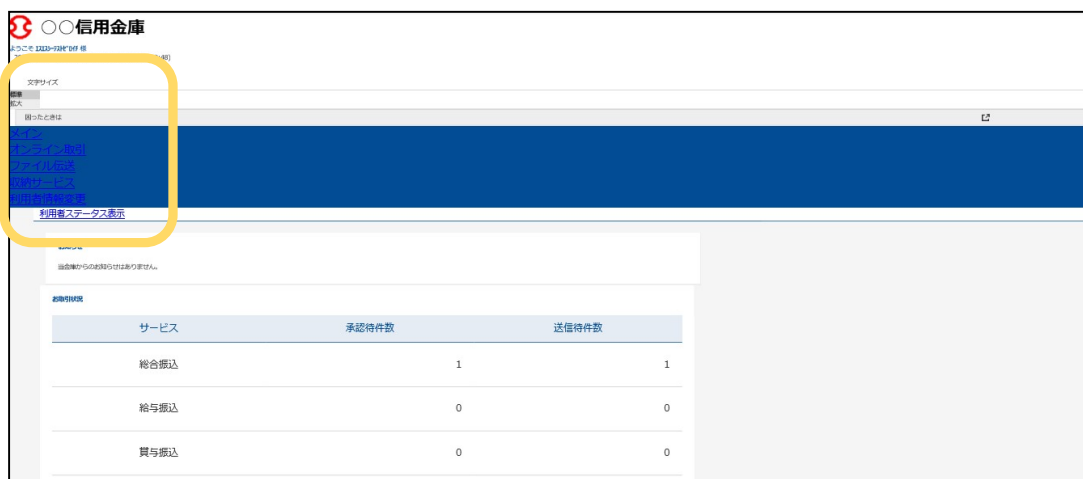 ○○信用金庫
ようこそ 様
文字サイズ
標準
拡大
困ったときは
メイン
オンライン取引
ファイル伝送
収納サービス
利用者情報変更
利用者ステータス表示
お知らせ
当金庫からのお知らせはありません。
お取引状況
サービス 承認待件数 送信待件数
総合振込 1 1
給与振込 0 0
賞与振込 0 0